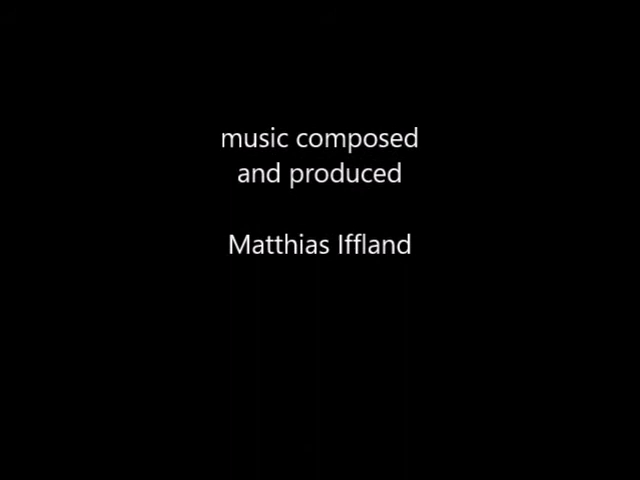 music composed
and produced
Matthias Iffland